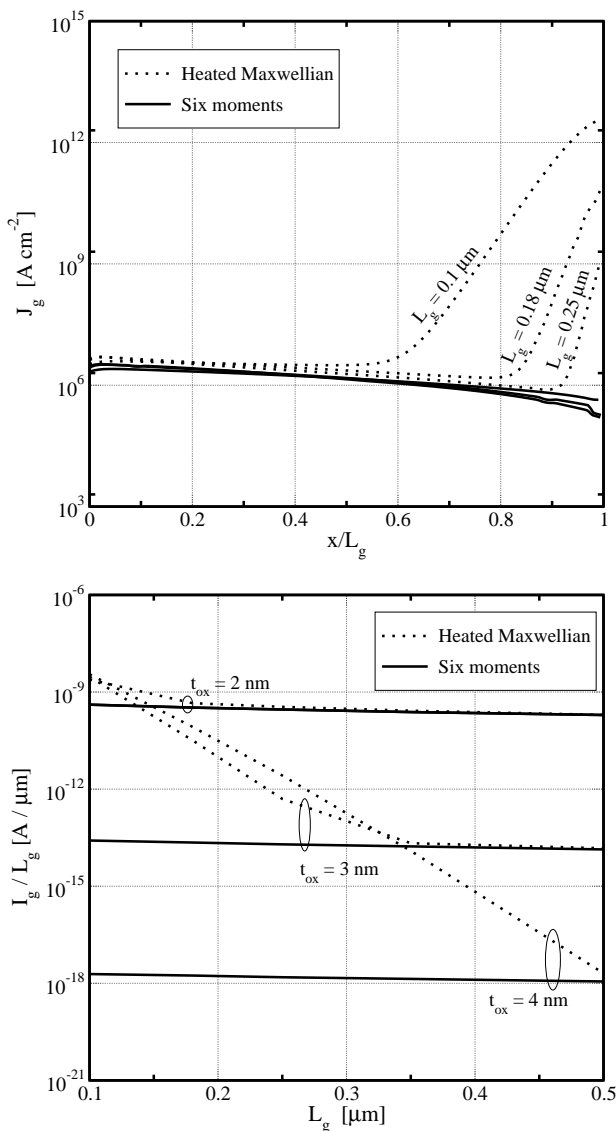 10^15
Heated Maxwellian
Six moments
10^12
J_g [A cm^-2]
L_g = 0.1 μm
10^9
L_g = 0.18 μm
L_g = 0.25 μm
10^6
10^3
0 0.2 0.4 0.6 0.8 1
x/L_g
10^-6
Heated Maxwellian
Six moments
t_ox = 2 nm
10^-9
I_g / L_g [A / μm]
10^-12
t_ox = 3 nm
10^-15
10^-18
t_ox = 4 nm
10^-21
0.1 0.2 0.3 0.4 0.5
L_g [μm]